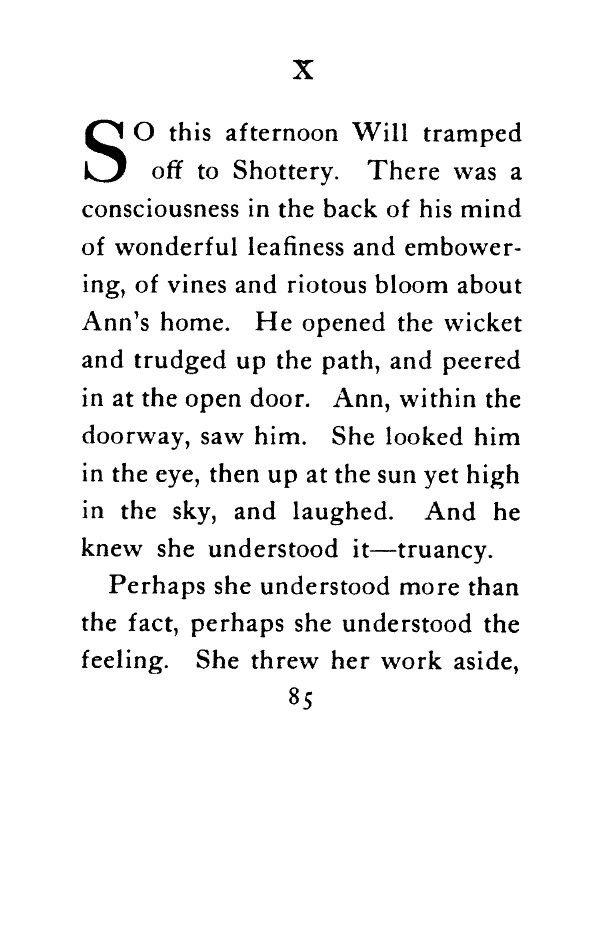 X
SO this afternoon Will tramped
off to Shottery. There was a
consciousness in the back of his mind
of wonderful leafiness and embower-
ing, of vines and riotous bloom about
Ann's home. He opened the wicket
and trudged up the path, and peered
in at the open door. Ann, within the
doorway, saw him. She looked him
in the eye, then up at the sun yet high
in the sky, and laughed. And he
knew she understood it—truancy.
Perhaps she understood more than
the fact, perhaps she understood the
feeling. She threw her work aside,
85